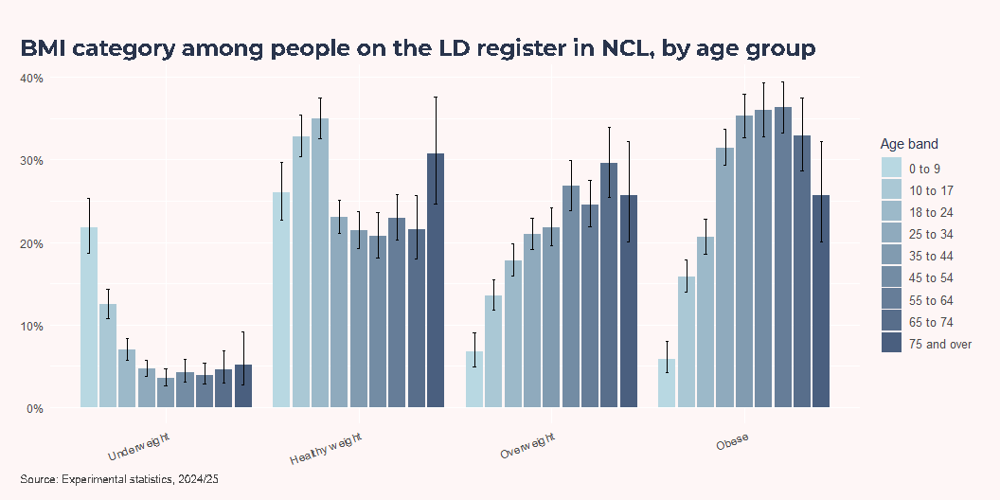 BMI category among people on the LD register in NCL, by age group
40%
30%
20%
10%
0%
Underweight
Healthy weight
Overweight
Obese
Age band
0 to 9
10 to 17
18 to 24
25 to 34
35 to 44
45 to 54
55 to 64
65 to 74
75 and over
Source: Experimental statistics, 2024/25